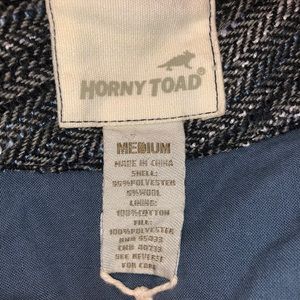 HORNY TOAD®
MEDIUM
MADE IN CHINA
SHELL:
95%POLYESTER
5%WOOL
LINING:
100%COTTON
FILL:
100%POLYESTER
SEE REVERSE
FOR CARE